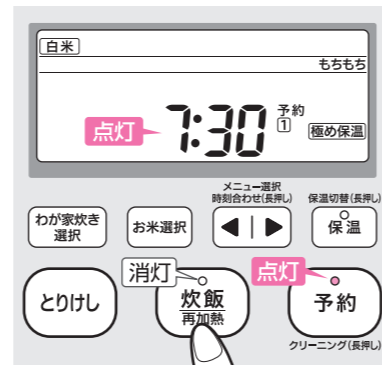 白米
もちもち
点灯
7:30
予約
1
極め保温
メニュー選択
時刻合わせ(長押し)
保温切替(長押し)
わが家炊き
選択
お米選択
◀|▶
保温
消灯
点灯
とりけし
炊飯
再加熱
予約
クリーニング(長押し)